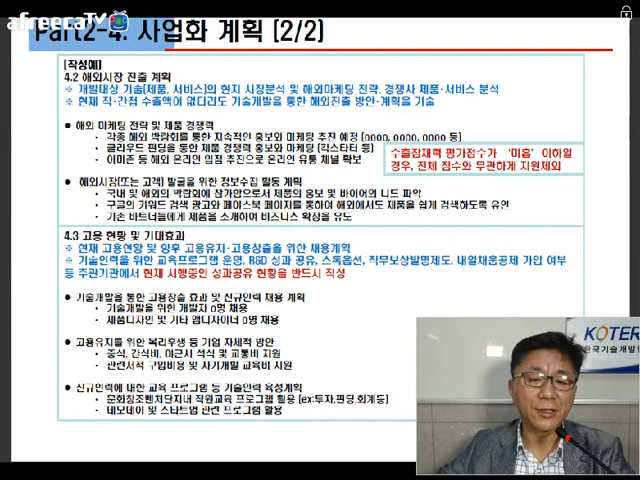 afreecaTV
Part2-4. 사업화 계획 (2/2)
[작성예]
4.2 해외시장 진출 계획
※ 개발대상 기술(제품, 서비스)의 현지 시장분석 및 해외마케팅 전략, 경쟁사 제품·서비스 분석
※ 현재 직·간접 수출액이 없더라도 기술개발을 통한 해외진출 방안·계획을 기술
● 해외 마케팅 전략 및 제품 경쟁력
· 각종 해외 박람회를 통한 지속적인 홍보와 마케팅 추진 예정 (oooo, oooo, oooo 등)
· 클라우드 펀딩을 통한 제품 경쟁력 홍보와 마케팅 (킥스타터 등)
· 아마존 등 해외 온라인 입점 추진으로 온라인 유통 채널 확보
수출잠재력 평가점수가 '미흡' 이하일
경우, 전체 점수와 무관하게 지원제외
● 해외시장(또는 고객) 발굴을 위한 정보수집 활동 계획
· 국내 및 해외의 박람회에 참가함으로서 제품의 홍보 및 바이어의 니드 파악
· 구글의 키워드 검색 광고와 페이스북 페이지를 통하여 해외에서도 제품을 쉽게 검색하도록 유인
· 기존 파트너들에게 제품을 소개하여 비즈니스 확장을 유도
4.3 고용 현황 및 기대효과
※ 현재 고용현황 및 향후 고용유지·고용창출을 위한 채용계획
※ 기술인력을 위한 교육프로그램 운영, R&D 성과 공유, 스톡옵션, 직무보상발명제도, 내일채움공제 가입 여부
등 주관기관에서 현재 시행중인 성과공유 현황을 반드시 작성
● 기술개발을 통한 고용창출 효과 및 신규인력 채용 계획
· 기술개발을 위한 개발자 o명 채용
· 제품디자인 및 기타 웹디자이너 o명 채용
● 고용유지를 위한 복리후생 등 기업 자체적 방안
· 중식, 간식비, 야근시 석식 및 교통비 지원
· 관련서적 구입비용 및 자기개발 교육비 지원
● 신규인력에 대한 교육 프로그램 등 기술인력 육성계획
· 문화창조벤처단지내 직원교육 프로그램 활용 (ex:투자,펀딩,회계등)
· 데모데이 및 스타트업 관련 프로그램 활용
KOTER
한국기술개발